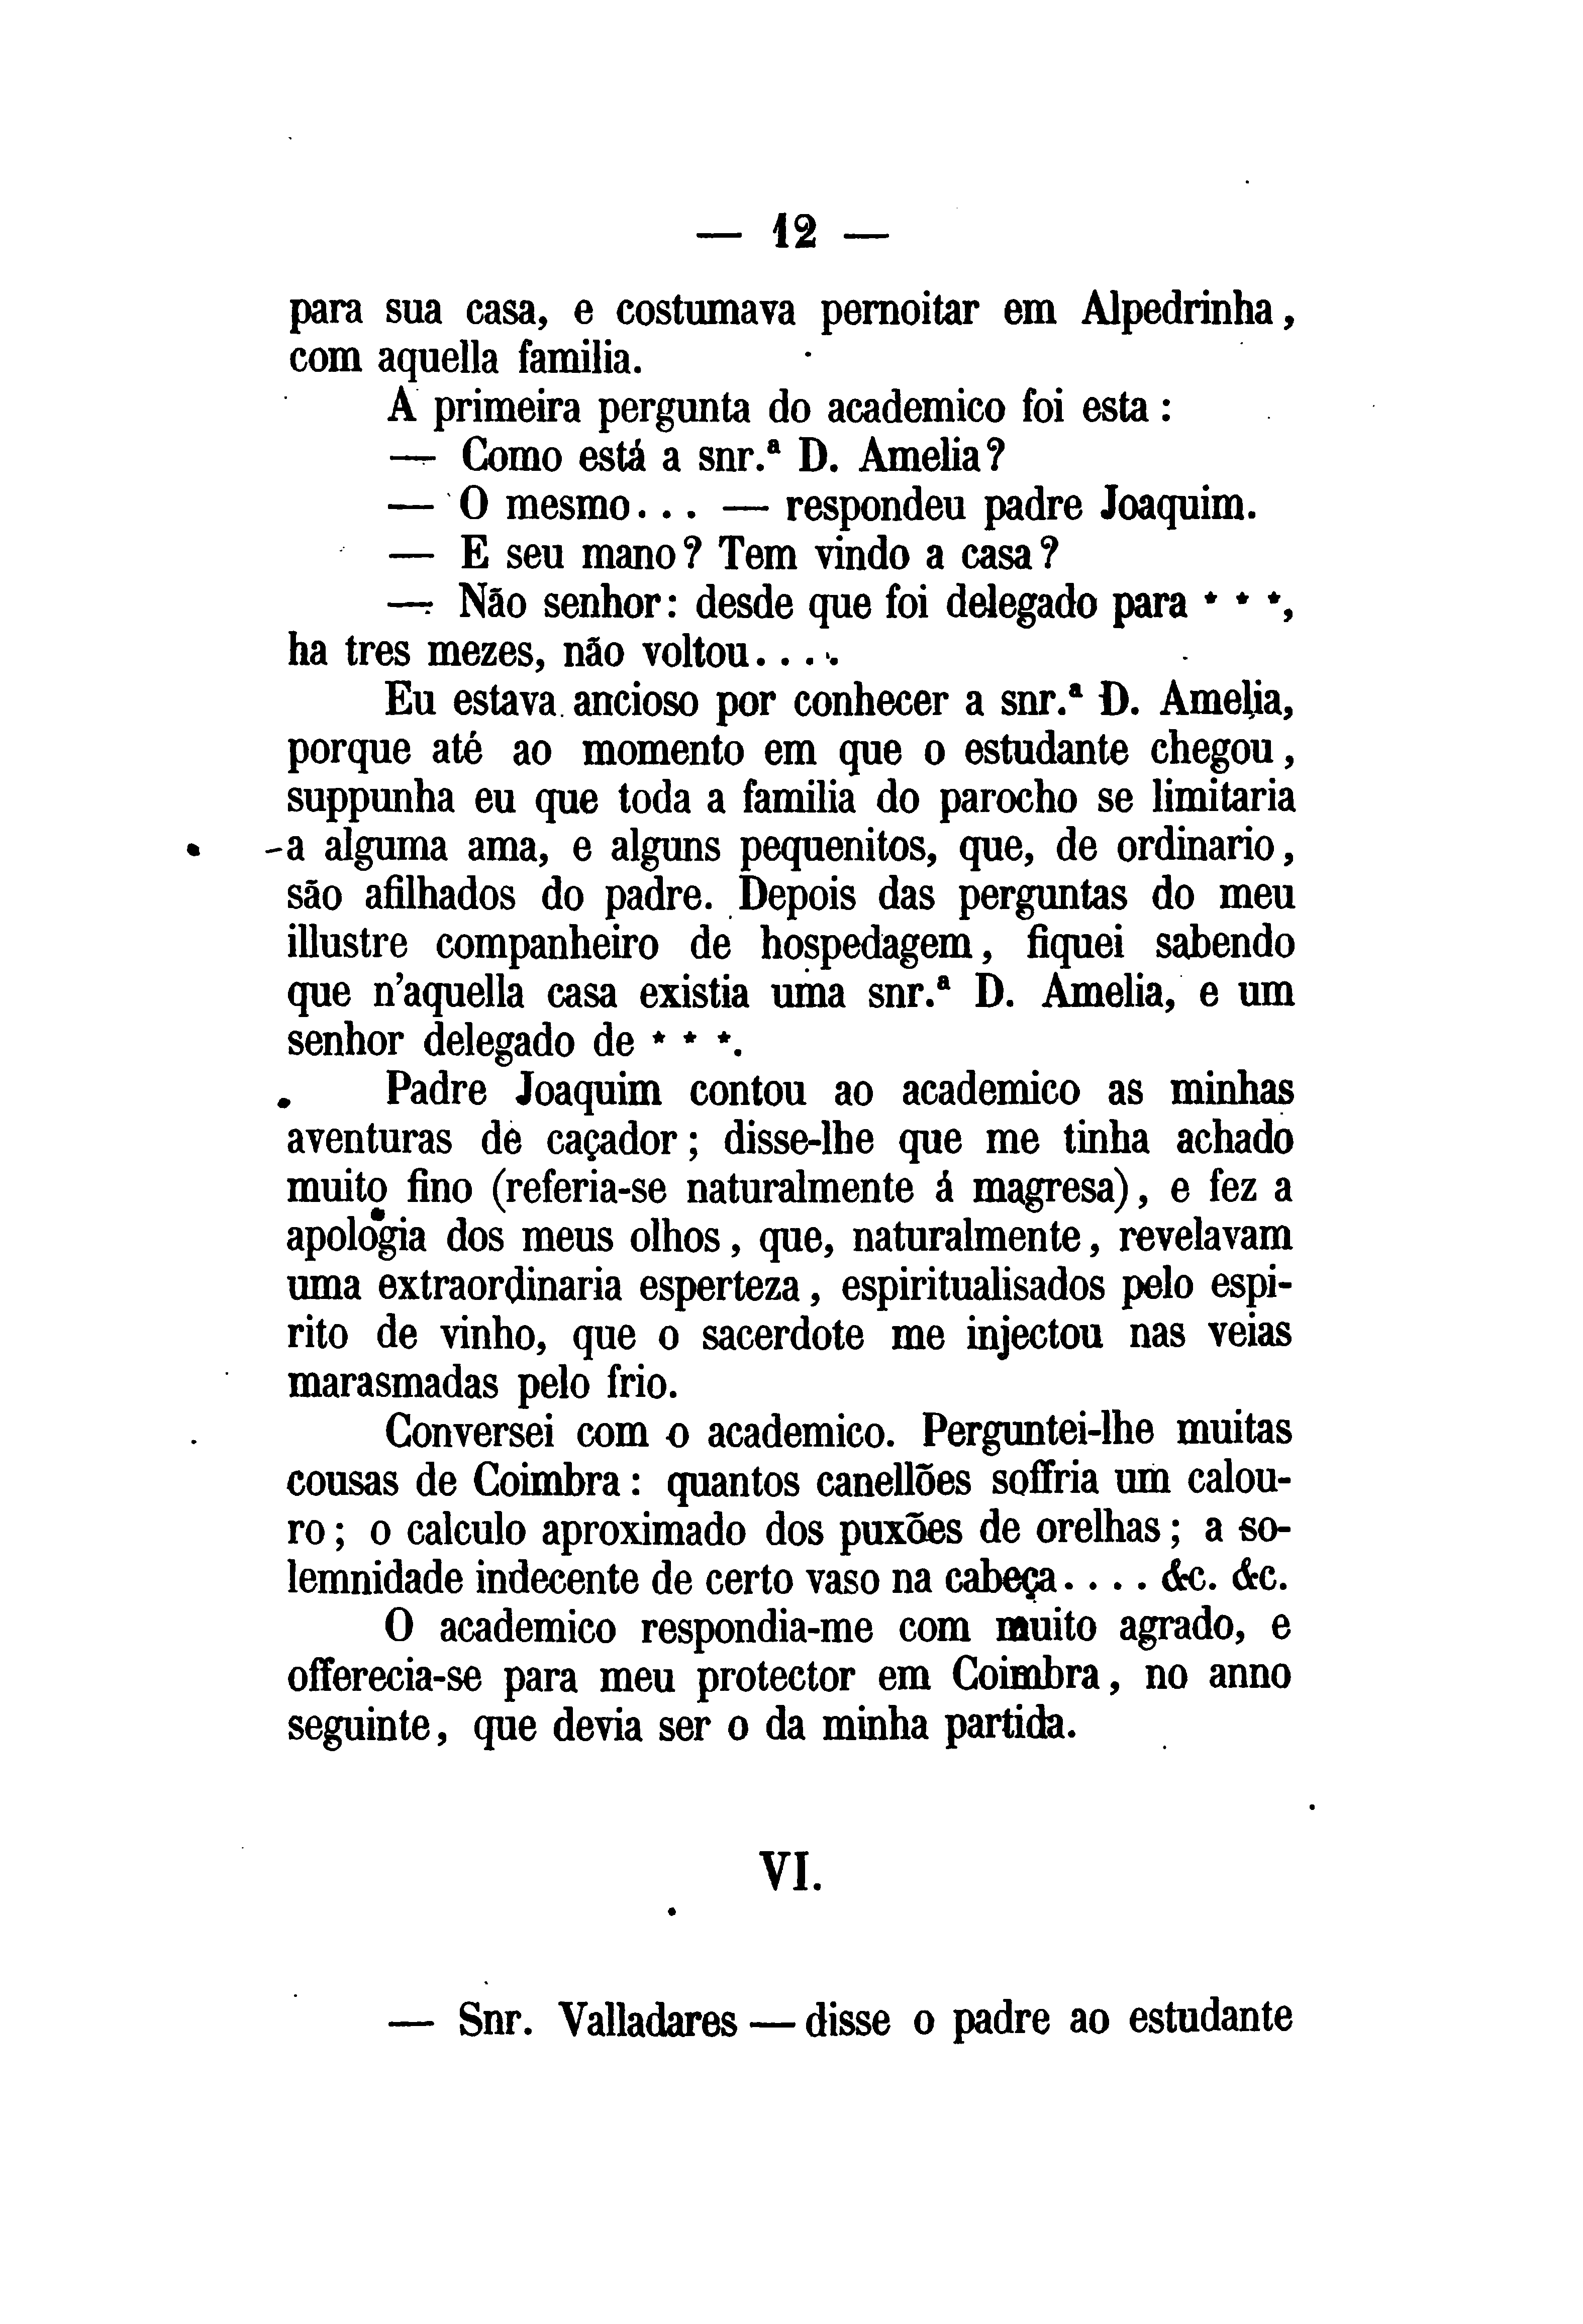 — 12 —
para sua casa, e costumava pernoitar em Alpedrinha,
com aquella familia.
A primeira pergunta do academico foi esta:
— Como está a snr.ª D. Amelia?
— O mesmo... — respondeu padre Joaquim.
— E seu mano? Tem vindo a casa?
— Não senhor: desde que foi delegado para * * *,
ha tres mezes, não voltou....
Eu estava ancioso por conhecer a snr.ª D. Amelia,
porque até ao momento em que o estudante chegou,
suppunha eu que toda a familia do parocho se limitaria
a alguma ama, e alguns pequenitos, que, de ordinario,
são afilhados do padre. Depois das perguntas do meu
illustre companheiro de hospedagem, fiquei sabendo
que n'aquella casa existia uma snr.ª D. Amelia, e um
senhor delegado de * * *.
Padre Joaquim contou ao academico as minhas
aventuras de caçador; disse-lhe que me tinha achado
muito fino (referia-se naturalmente á magresa), e fez a
apologia dos meus olhos, que, naturalmente, revelavam
uma extraordinaria esperteza, espiritualisados pelo espi-
rito de vinho, que o sacerdote me injectou nas veias
marasmadas pelo frio.
Conversei com o academico. Perguntei-lhe muitas
cousas de Coimbra: quantos canellões soffria um calou-
ro; o calculo aproximado dos puxões de orelhas; a so-
lemnidade indecente de certo vaso na cabeça.... &c. &c.
O academico respondia-me com muito agrado, e
offerecia-se para meu protector em Coimbra, no anno
seguinte, que devia ser o da minha partida.
VI.
— Snr. Valladares — disse o padre ao estudante